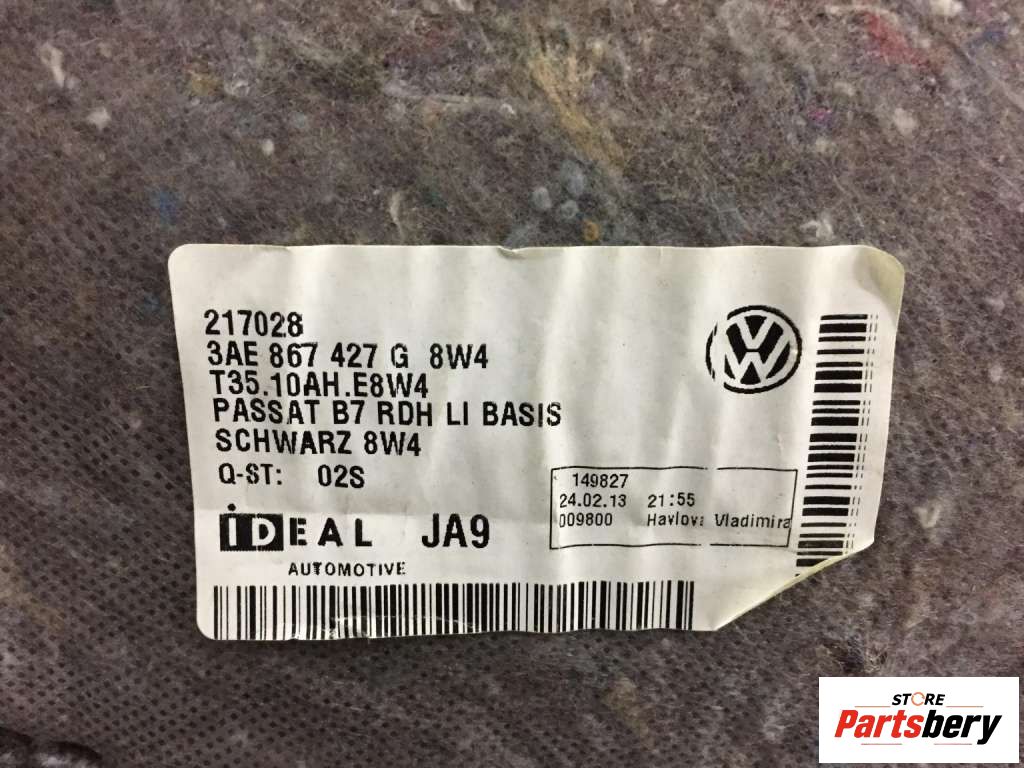 217028
3AE 867 427 G 8W4
T35.10AH.E8W4
PASSAT B7 RDH LI BASIS
SCHWARZ 8W4
Q-ST: 02S
149827
24.02.13 21:55
009800 Havlova Vladimira
iDEAL JA9
AUTOMOTIVE
VW
STORE
Partsbery